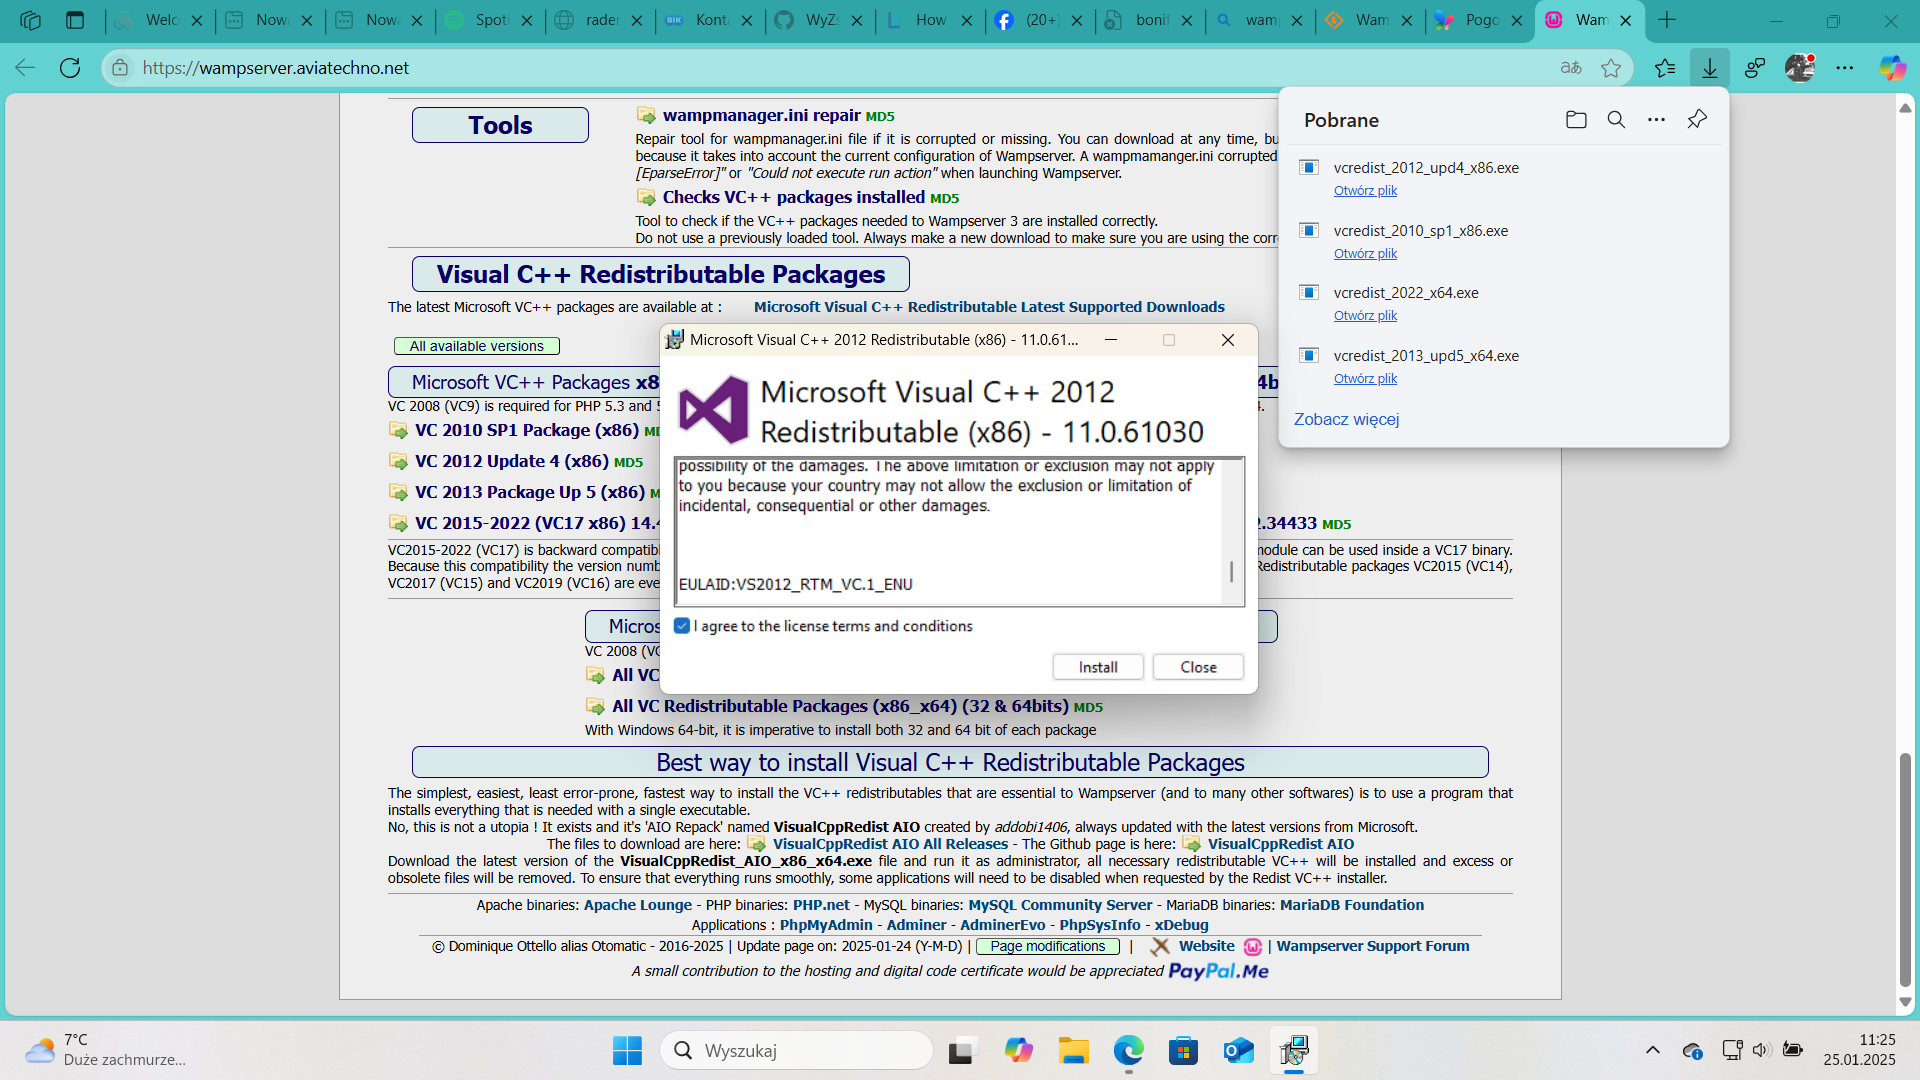 Welc
Nowa
Nowa
Spoti
rader
BIK
Konta
WyZs
L
How
(20+)
bonif
wam
Wam
Pogo
Wam
https://wampserver.aviatechno.net
aあ
Tools
wampmanager.ini repair MD5
Repair tool for wampmanager.ini file if it is corrupted or missing. You can download at any time, bu
because it takes into account the current configuration of Wampserver. A wampmamanger.ini corrupted
[EparseError]" or "Could not execute run action" when launching Wampserver.
Checks VC++ packages installed MD5
Tool to check if the VC++ packages needed to Wampserver 3 are installed correctly.
Do not use a previously loaded tool. Always make a new download to make sure you are using the corr
Visual C++ Redistributable Packages
The latest Microsoft VC++ packages are available at : Microsoft Visual C++ Redistributable Latest Supported Downloads
All available versions
Microsoft VC++ Packages x8
4b
VC 2008 (VC9) is required for PHP 5.3 and 5
4.
VC 2010 SP1 Package (x86)
VC 2012 Update 4 (x86) MD5
VC 2013 Package Up 5 (x86)
VC 2015-2022 (VC17 x86) 14.4
2.34433 MD5
VC2015-2022 (VC17) is backward compatibl
module can be used inside a VC17 binary.
Because this compatibility the version numb
Redistributable packages VC2015 (VC14),
VC2017 (VC15) and VC2019 (VC16) are eve
Micros
VC 2008 (VC
All VC
All VC Redistributable Packages (x86_x64) (32 & 64bits) MD5
With Windows 64-bit, it is imperative to install both 32 and 64 bit of each package
Best way to install Visual C++ Redistributable Packages
The simplest, easiest, least error-prone, fastest way to install the VC++ redistributables that are essential to Wampserver (and to many other softwares) is to use a program that
installs everything that is needed with a single executable.
No, this is not a utopia ! It exists and it's 'AIO Repack' named VisualCppRedist AIO created by addobi1406, always updated with the latest versions from Microsoft.
The files to download are here: VisualCppRedist AIO All Releases - The Github page is here: VisualCppRedist AIO
Download the latest version of the VisualCppRedist_AIO_x86_x64.exe file and run it as administrator, all necessary redistributable VC++ will be installed and excess or
obsolete files will be removed. To ensure that everything runs smoothly, some applications will need to be disabled when requested by the Redist VC++ installer.
Apache binaries: Apache Lounge - PHP binaries: PHP.net - MySQL binaries: MySQL Community Server - MariaDB binaries: MariaDB Foundation
Applications : PhpMyAdmin - Adminer - AdminerEvo - PhpSysInfo - xDebug
© Dominique Ottello alias Otomatic - 2016-2025 | Update page on: 2025-01-24 (Y-M-D) | Page modifications | Website | Wampserver Support Forum
A small contribution to the hosting and digital code certificate would be appreciated PayPal.Me
Microsoft Visual C++ 2012 Redistributable (x86) - 11.0.61...
Microsoft Visual C++ 2012
Redistributable (x86) - 11.0.61030
possibility of the damages. The above limitation or exclusion may not apply
to you because your country may not allow the exclusion or limitation of
incidental, consequential or other damages.
EULAID:VS2012_RTM_VC.1_ENU
I agree to the license terms and conditions
Install
Close
Pobrane
vcredist_2012_upd4_x86.exe
Otwórz plik
vcredist_2010_sp1_x86.exe
Otwórz plik
vcredist_2022_x64.exe
Otwórz plik
vcredist_2013_upd5_x64.exe
Otwórz plik
Zobacz więcej
7°C
Duże zachmurze...
Wyszukaj
11:25
25.01.2025